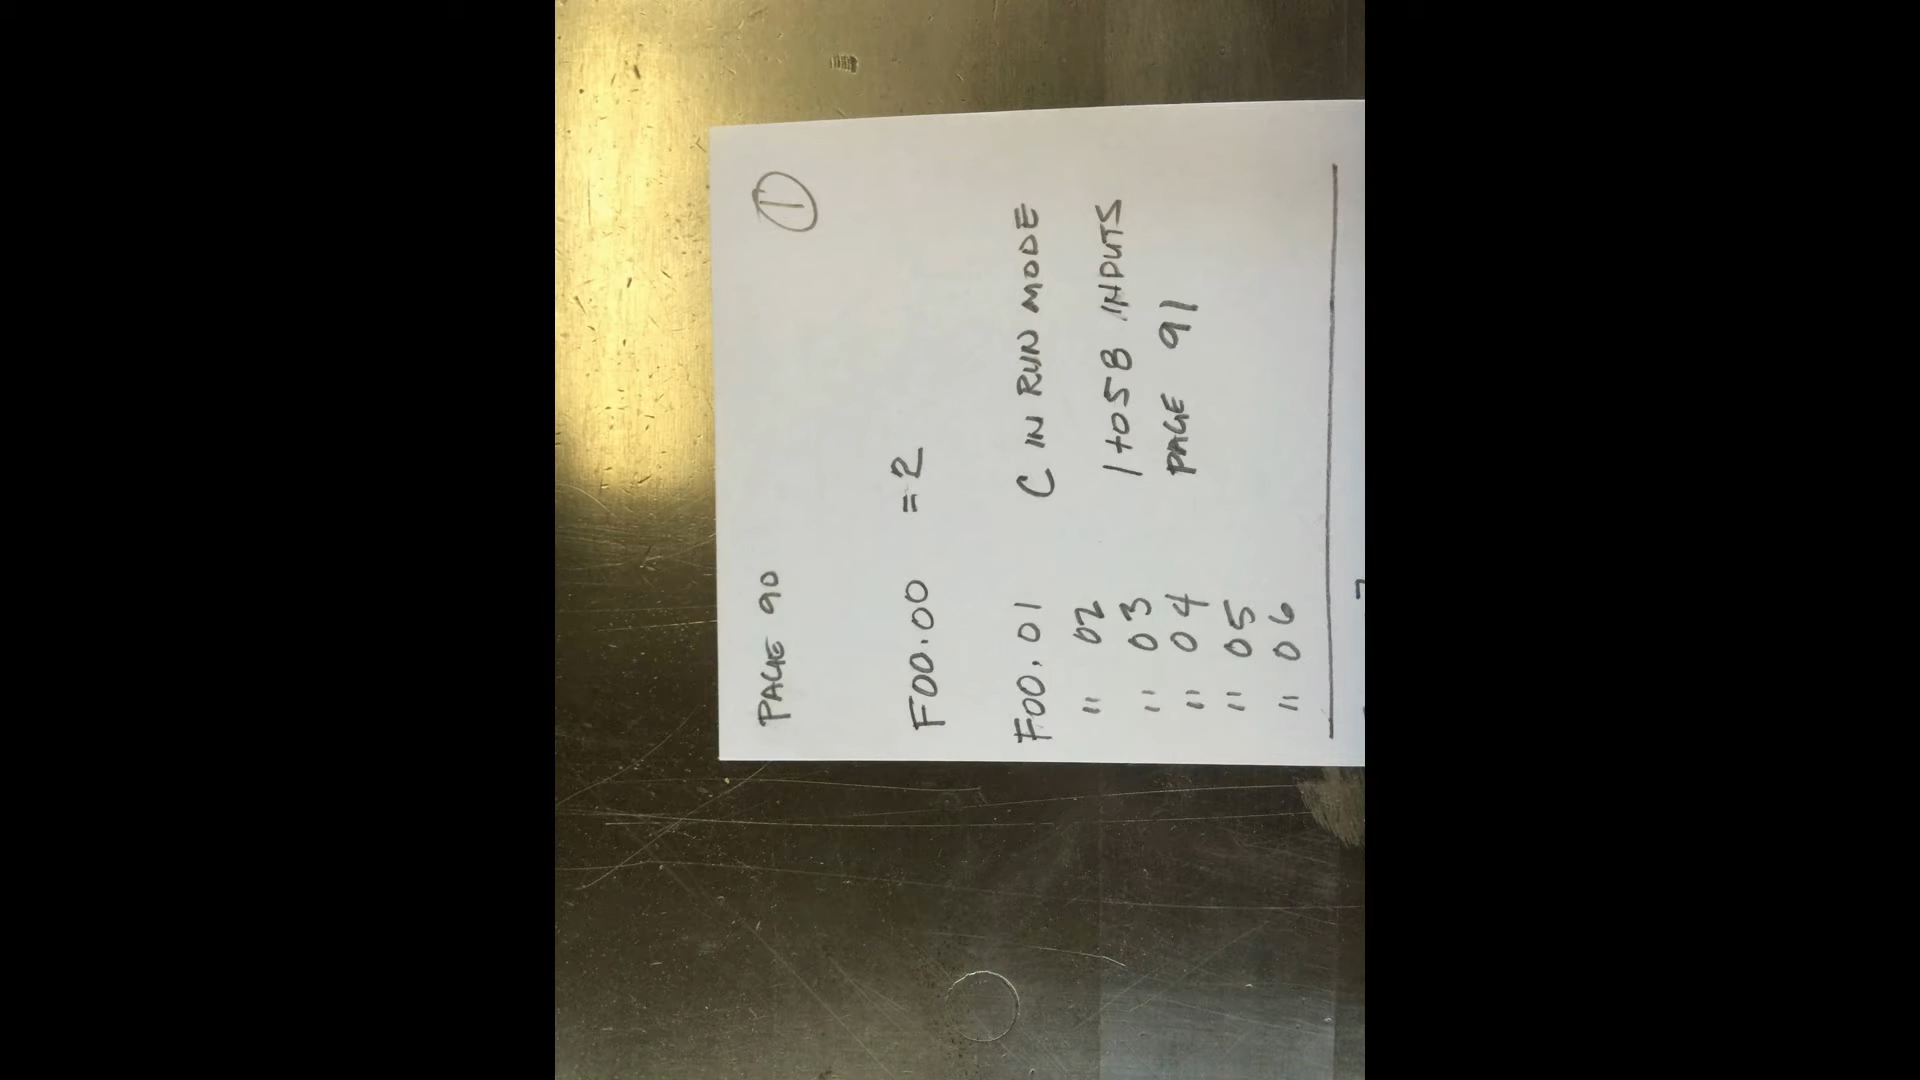 PAGE 90 1
F00.00 =2
F00.01 C IN RUN MODE
" 02 1 to 58 INPUTS
" 03 PAGE 91
" 04
" 05
" 06